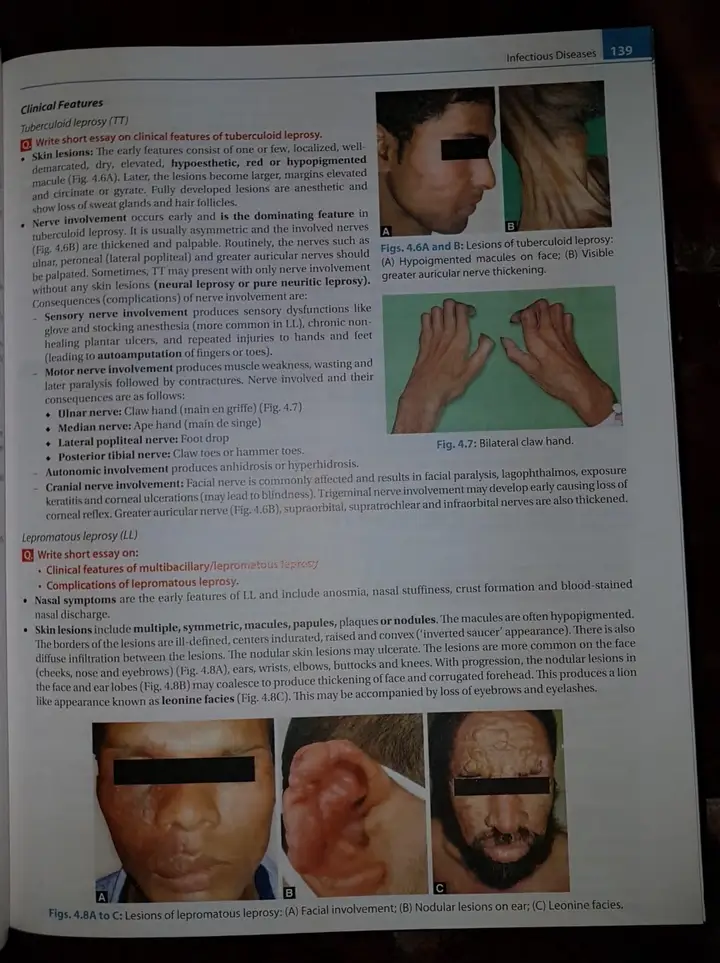 Infectious Diseases 139
Clinical Features
Tuberculoid leprosy (TT)
Q. Write short essay on clinical features of tuberculoid leprosy.
• Skin lesions: The early features consist of one or few, localized, well-
demarcated, dry, elevated, hypoesthetic, red or hypopigmented
macule (Fig. 4.6A). Later, the lesions become larger, margins elevated
and circinate or gyrate. Fully developed lesions are anesthetic and
show loss of sweat glands and hair follicles.
• Nerve involvement occurs early and is the dominating feature in
tuberculoid leprosy. It is usually asymmetric and the involved nerves
(Fig. 4.6B) are thickened and palpable. Routinely, the nerves such as
ulnar, peroneal (lateral popliteal) and greater auricular nerves should
be palpated. Sometimes, TT may present with only nerve involvement
without any skin lesions (neural leprosy or pure neuritic leprosy).
Consequences (complications) of nerve involvement are:
– Sensory nerve involvement produces sensory dysfunctions like
glove and stocking anesthesia (more common in LL), chronic non-
healing plantar ulcers, and repeated injuries to hands and feet
(leading to autoamputation of fingers or toes).
– Motor nerve involvement produces muscle weakness, wasting and
later paralysis followed by contractures. Nerve involved and their
consequences are as follows:
◆ Ulnar nerve: Claw hand (main en griffe) (Fig. 4.7)
◆ Median nerve: Ape hand (main de singe)
◆ Lateral popliteal nerve: Foot drop
◆ Posterior tibial nerve: Claw toes or hammer toes.
– Autonomic involvement produces anhidrosis or hyperhidrosis.
– Cranial nerve involvement: Facial nerve is commonly affected and results in facial paralysis, lagophthalmos, exposure
keratitis and corneal ulcerations (may lead to blindness). Trigeminal nerve involvement may develop early causing loss of
corneal reflex. Greater auricular nerve (Fig. 4.6B), supraorbital, supratrochlear and infraorbital nerves are also thickened.
A
B
Figs. 4.6A and B: Lesions of tuberculoid leprosy:
(A) Hypoigmented macules on face; (B) Visible
greater auricular nerve thickening.
Fig. 4.7: Bilateral claw hand.
Lepromatous leprosy (LL)
Q. Write short essay on:
• Clinical features of multibacillary/lepromatous leprosy
• Complications of lepromatous leprosy.
• Nasal symptoms are the early features of LL and include anosmia, nasal stuffiness, crust formation and blood-stained
nasal discharge.
• Skin lesions include multiple, symmetric, macules, papules, plaques or nodules. The macules are often hypopigmented.
The borders of the lesions are ill-defined, centers indurated, raised and convex ('inverted saucer' appearance). There is also
diffuse infiltration between the lesions. The nodular skin lesions may ulcerate. The lesions are more common on the face
(cheeks, nose and eyebrows) (Fig. 4.8A), ears, wrists, elbows, buttocks and knees. With progression, the nodular lesions in
the face and ear lobes (Fig. 4.8B) may coalesce to produce thickening of face and corrugated forehead. This produces a lion
like appearance known as leonine facies (Fig. 4.8C). This may be accompanied by loss of eyebrows and eyelashes.
A
B
C
Figs. 4.8A to C: Lesions of lepromatous leprosy: (A) Facial involvement; (B) Nodular lesions on ear; (C) Leonine facies.